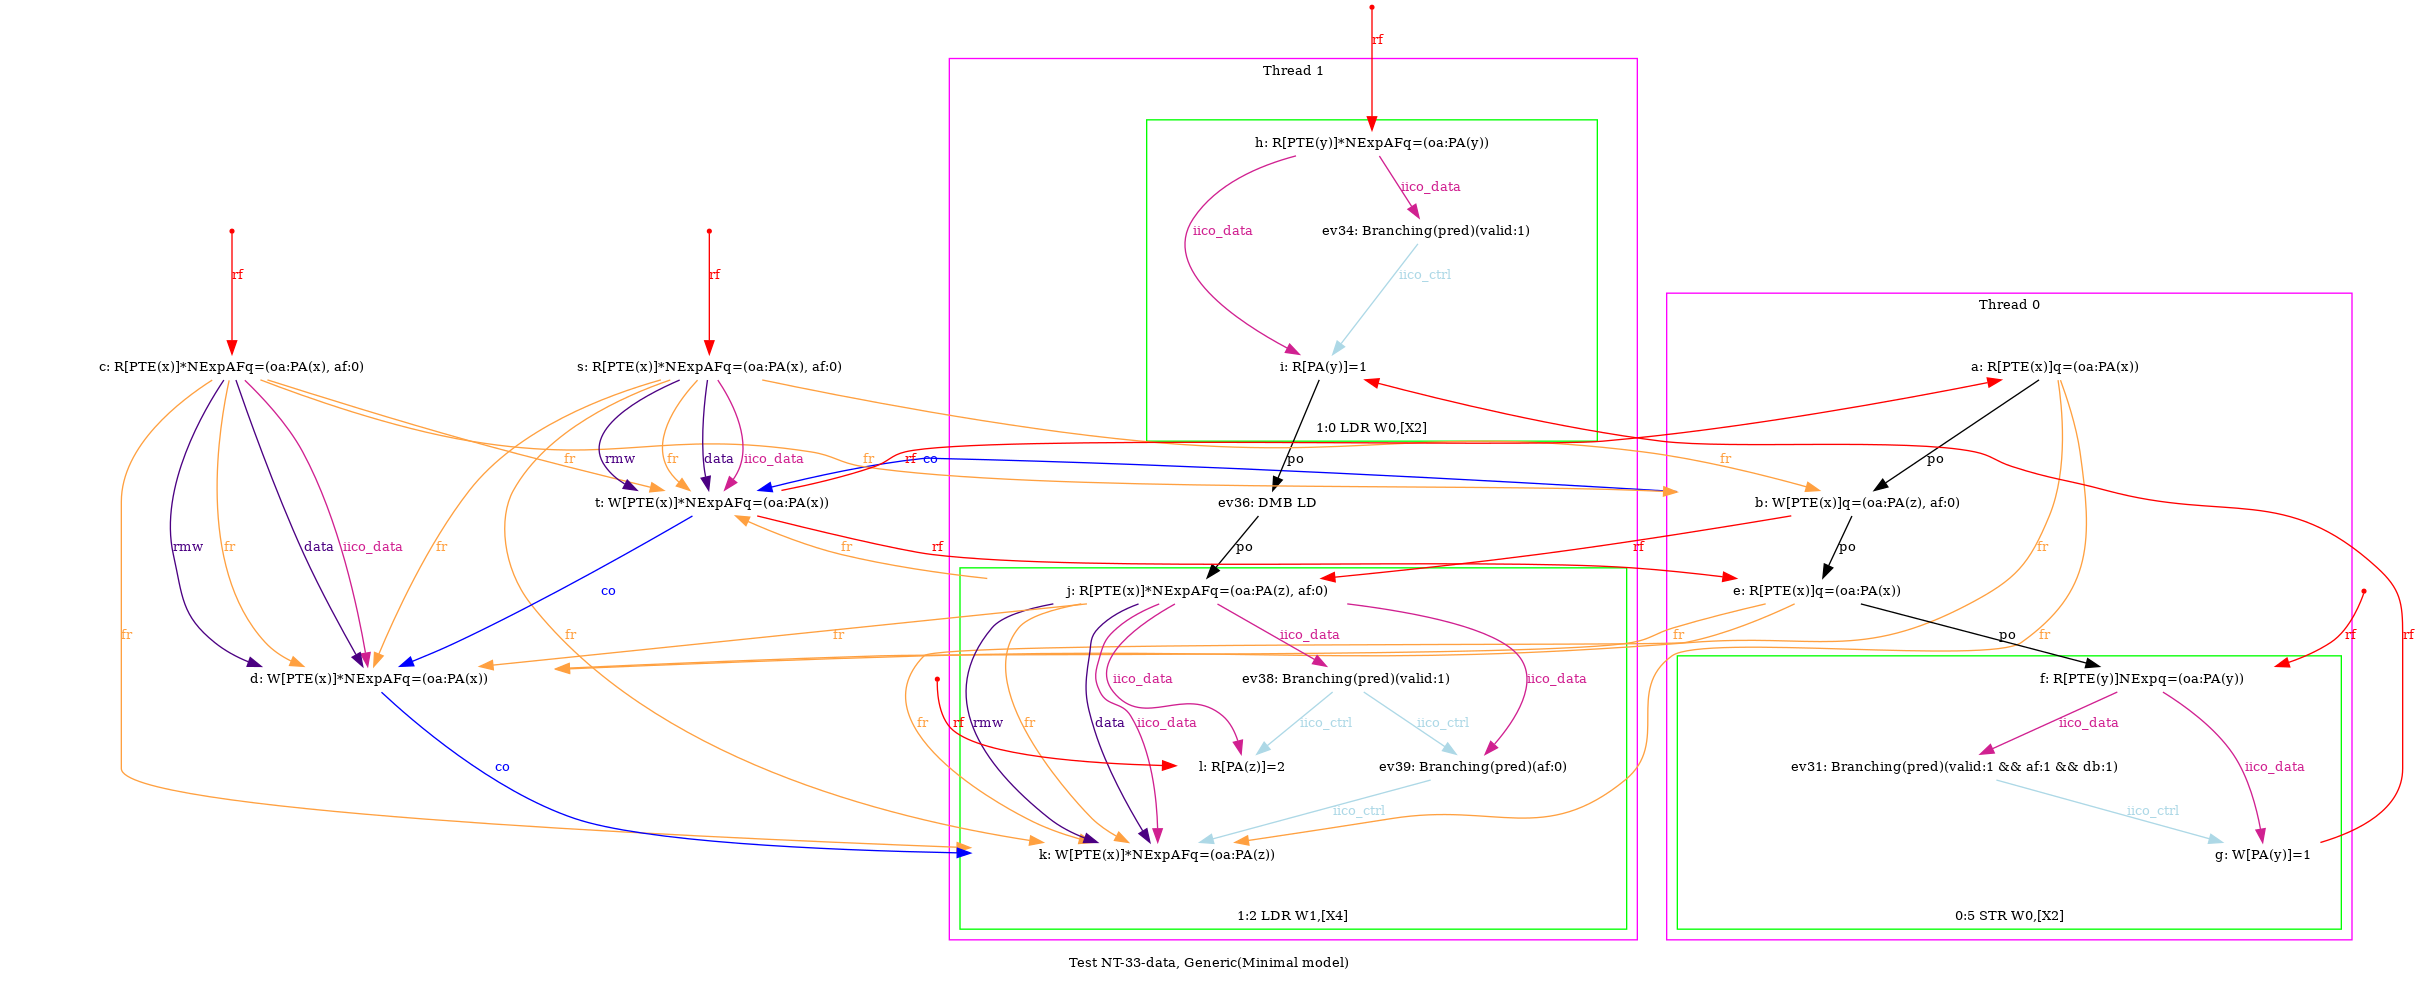 rf
Thread 1
h: R[PTE(y)]*NExpAFq=(oa:PA(y))
iico_data
iico_data
ev34: Branching(pred)(valid:1)
rf
rf
rf
iico_ctrl
Thread 0
c: R[PTE(x)]*NExpAFq=(oa:PA(x), af:0)
s: R[PTE(x)]*NExpAFq=(oa:PA(x), af:0)
i: R[PA(y)]=1
a: R[PTE(x)]q=(oa:PA(x))
1:0 LDR W0,[X2]
fr
rmw
fr
data
iico_data
fr
rf
co
po
fr
po
t: W[PTE(x)]*NExpAFq=(oa:PA(x))
ev36: DMB LD
b: W[PTE(x)]q=(oa:PA(z), af:0)
rmw
fr
data
iico_data
fr
fr
rf
po
rf
po
fr
co
j: R[PTE(x)]*NExpAFq=(oa:PA(z), af:0)
e: R[PTE(x)]q=(oa:PA(x))
fr
fr
fr
iico_data
fr
po
fr
rf
rf
d: W[PTE(x)]*NExpAFq=(oa:PA(x))
iico_data
ev38: Branching(pred)(valid:1)
iico_data
f: R[PTE(y)]NExpq=(oa:PA(y))
fr
rf
rmw
fr
data
iico_data
iico_ctrl
iico_ctrl
iico_data
co
l: R[PA(z)]=2
ev39: Branching(pred)(af:0)
ev31: Branching(pred)(valid:1 && af:1 && db:1)
iico_data
iico_ctrl
iico_ctrl
k: W[PTE(x)]*NExpAFq=(oa:PA(z))
g: W[PA(y)]=1
1:2 LDR W1,[X4]
0:5 STR W0,[X2]
Test NT-33-data, Generic(Minimal model)